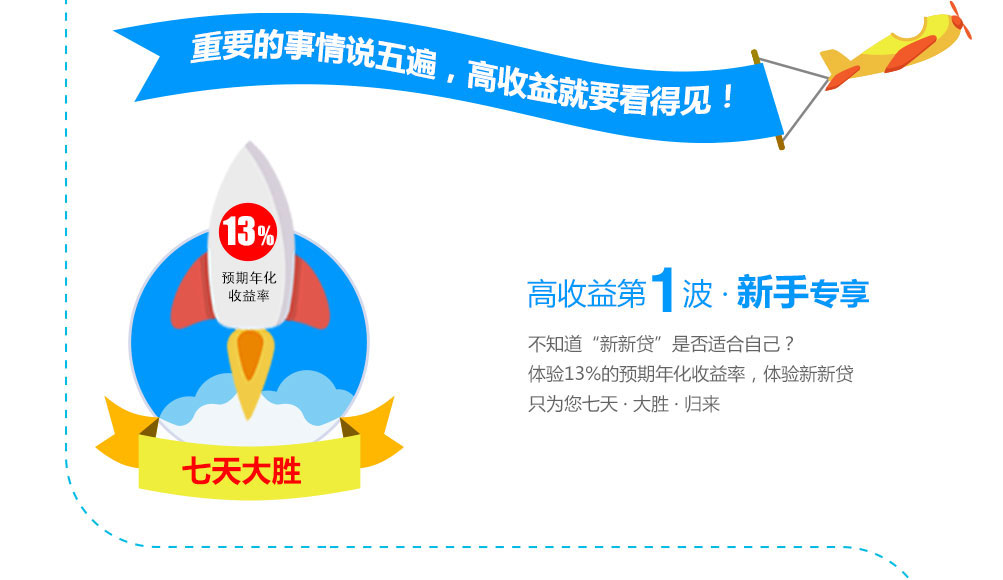 重要的事情说五遍，高收益就要看得见！
13%
预期年化
收益率
七天大胜
高收益第1波·新手专享
不知道“新新贷”是否适合自己？
体验13%的预期年化收益率，体验新新贷
只为您七天·大胜·归来